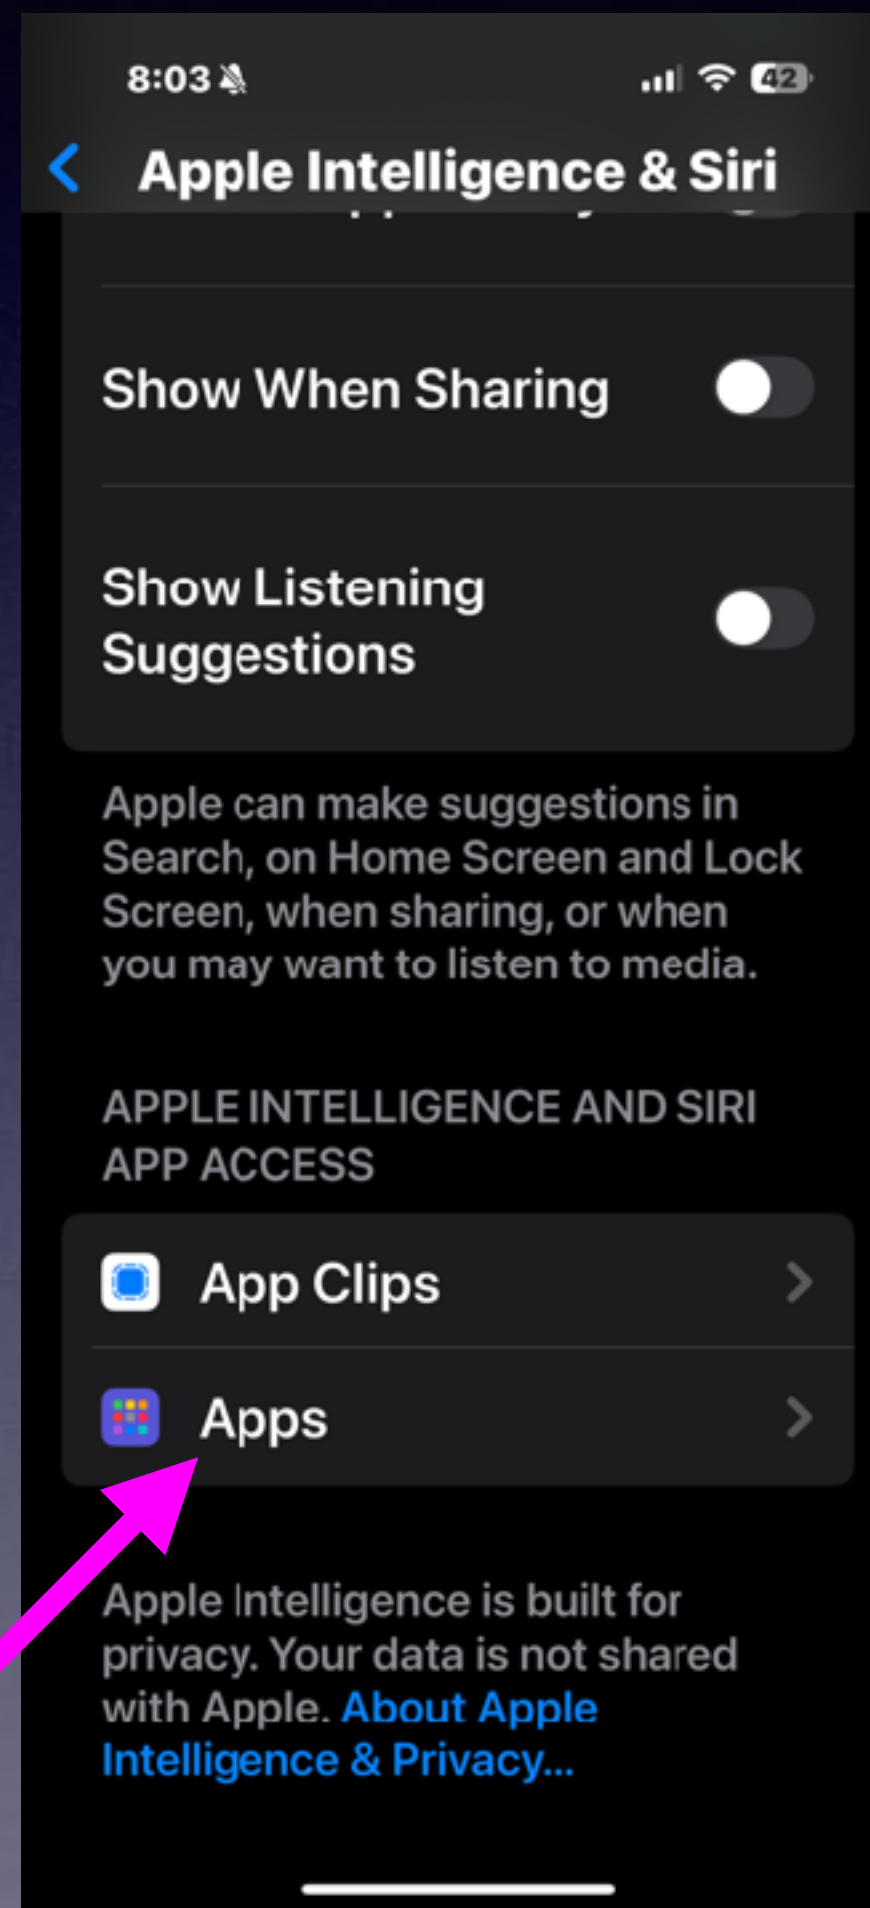 8:03
42
Apple Intelligence & Siri
Show When Sharing
Show Listening
Suggestions
Apple can make suggestions in
Search, on Home Screen and Lock
Screen, when sharing, or when
you may want to listen to media.
APPLE INTELLIGENCE AND SIRI
APP ACCESS
App Clips
Apps
Apple Intelligence is built for
privacy. Your data is not shared
with Apple. About Apple
Intelligence & Privacy...